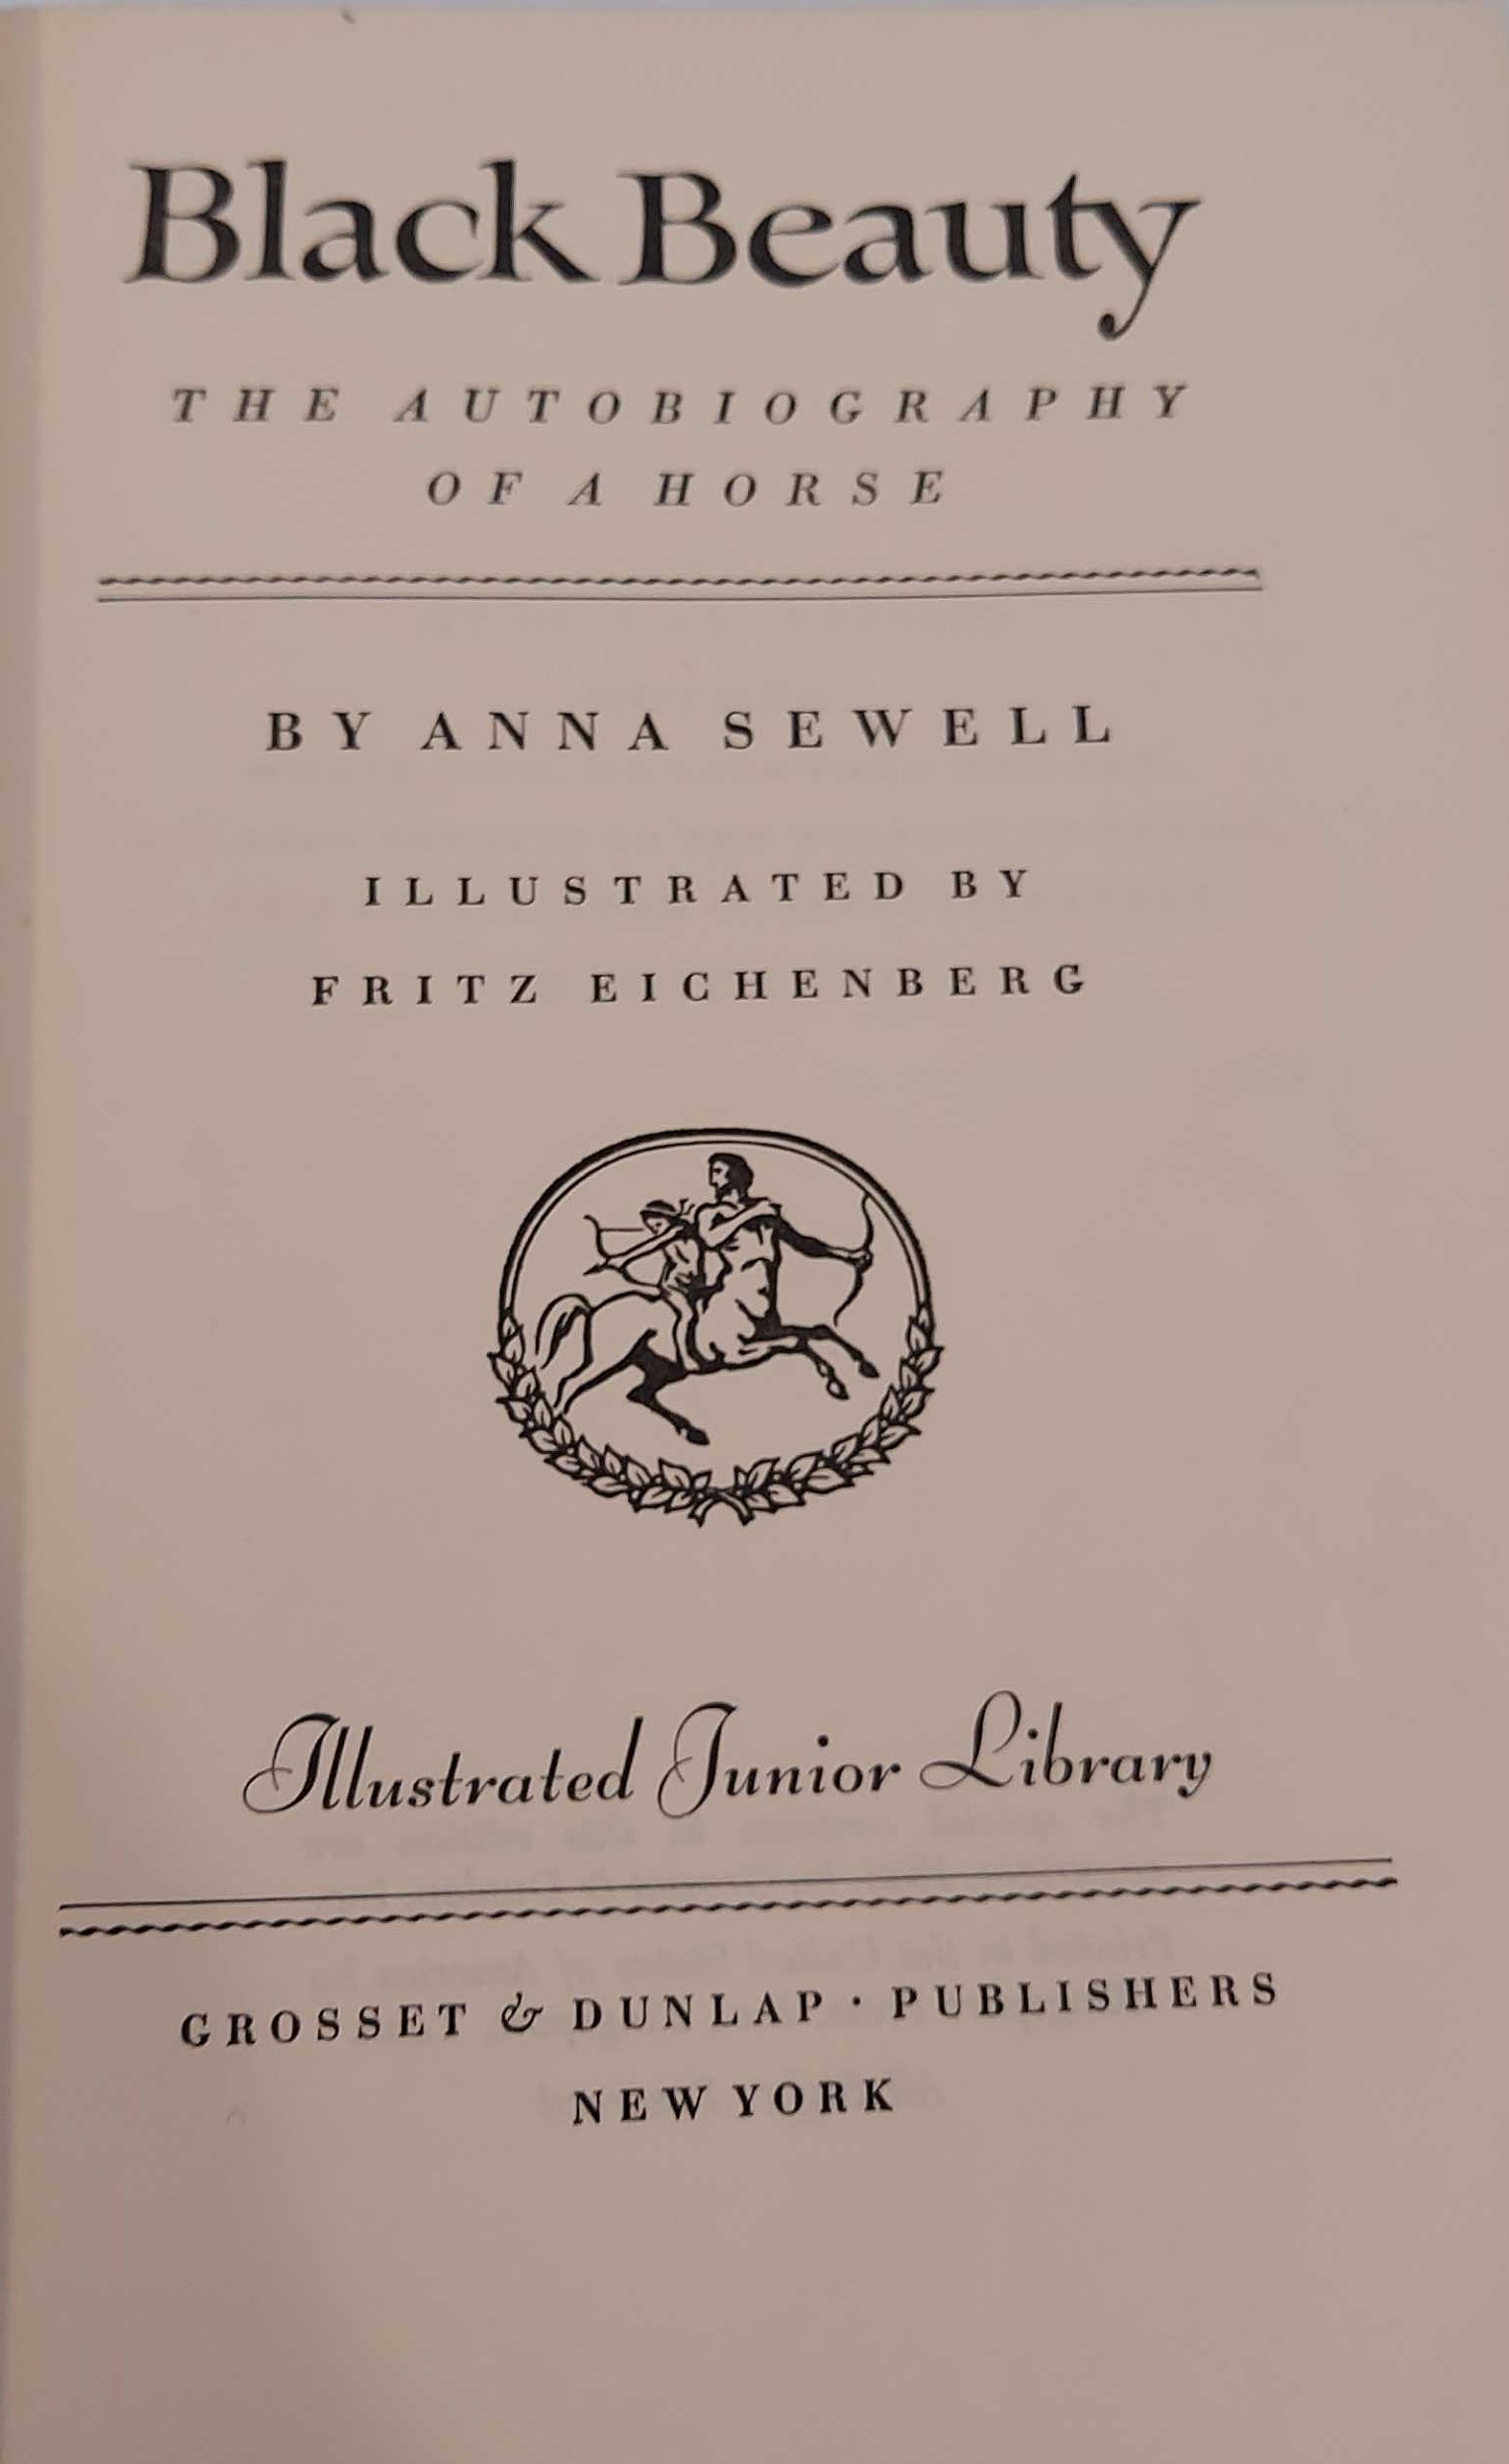 Black Beauty
THE AUTOBIOGRAPHY
OF A HORSE
BY ANNA SEWELL
ILLUSTRATED BY
FRITZ EICHENBERG
Illustrated Junior Library
GROSSET & DUNLAP · PUBLISHERS
NEW YORK